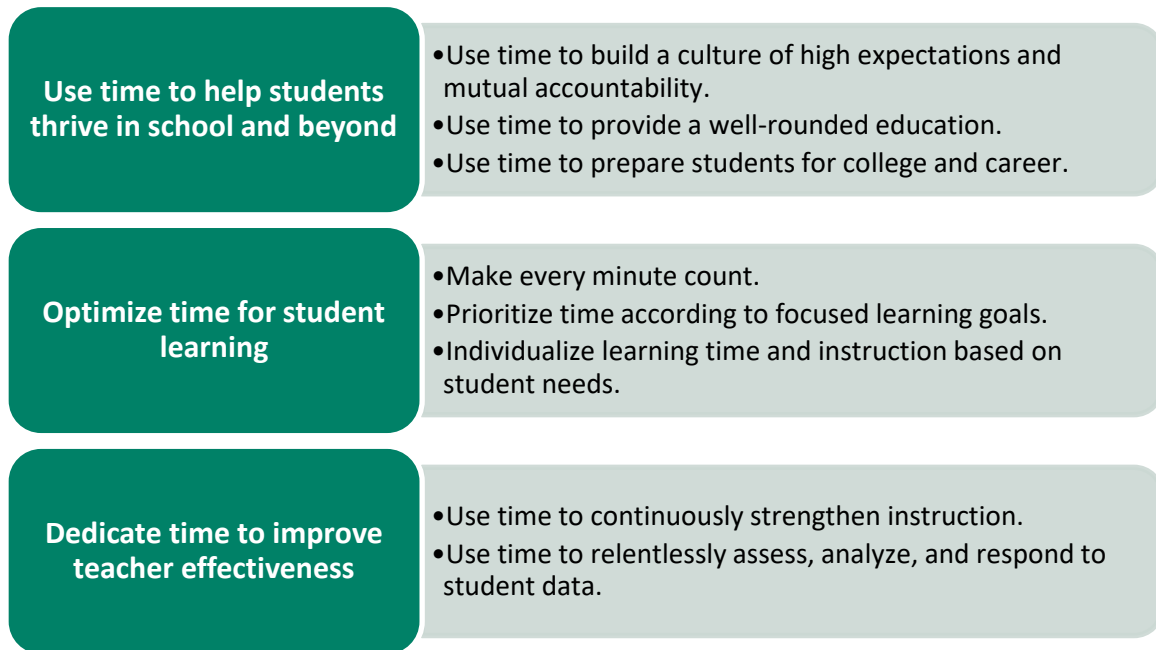 Use time to help students
thrive in school and beyond
•Use time to build a culture of high expectations and
mutual accountability.
•Use time to provide a well-rounded education.
•Use time to prepare students for college and career.
Optimize time for student
learning
•Make every minute count.
•Prioritize time according to focused learning goals.
•Individualize learning time and instruction based on
student needs.
Dedicate time to improve
teacher effectiveness
•Use time to continuously strengthen instruction.
•Use time to relentlessly assess, analyze, and respond to
student data.